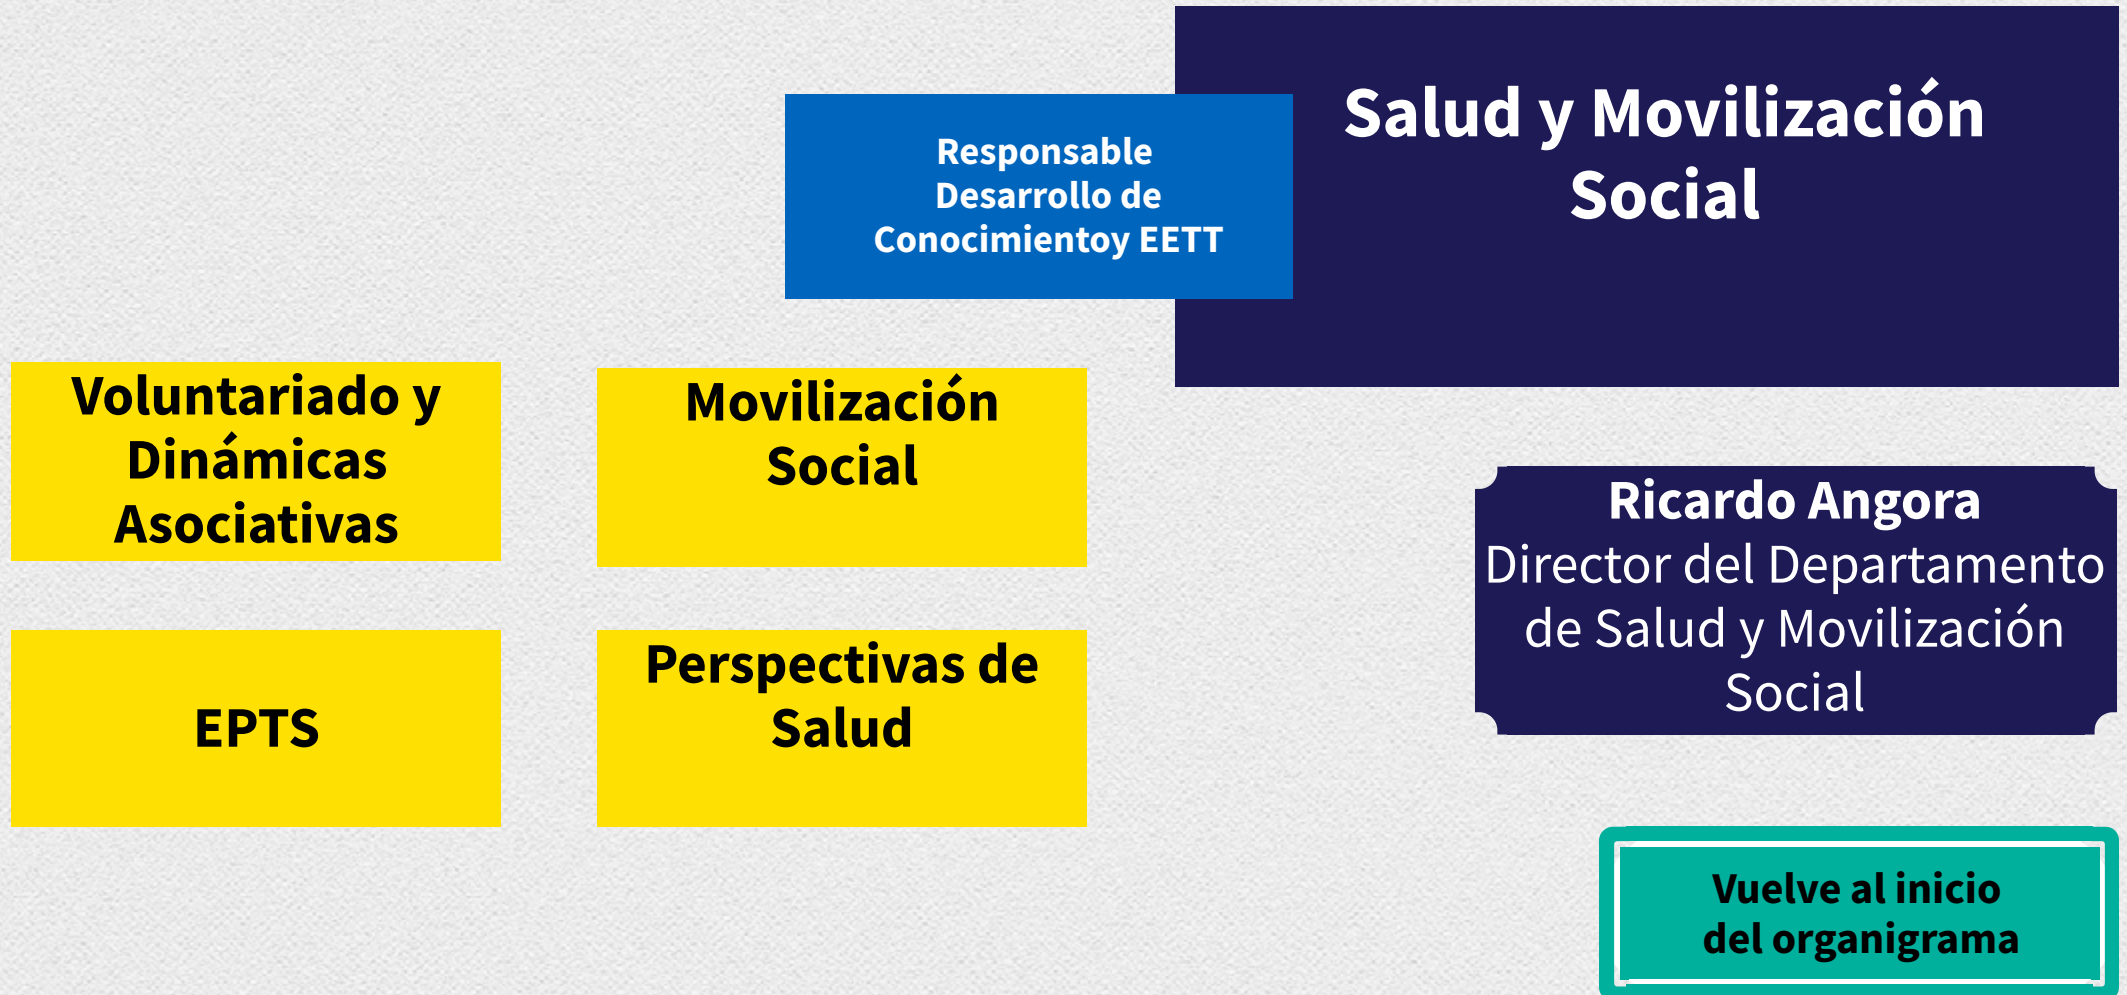 Salud y Movilización
Social
Responsable
Desarrollo de
Conocimientoy EETT
Voluntariado y
Dinámicas
Asociativas
Movilización
Social
EPTS
Perspectivas de
Salud
Ricardo Angora
Director del Departamento
de Salud y Movilización
Social
Vuelve al inicio
del organigrama